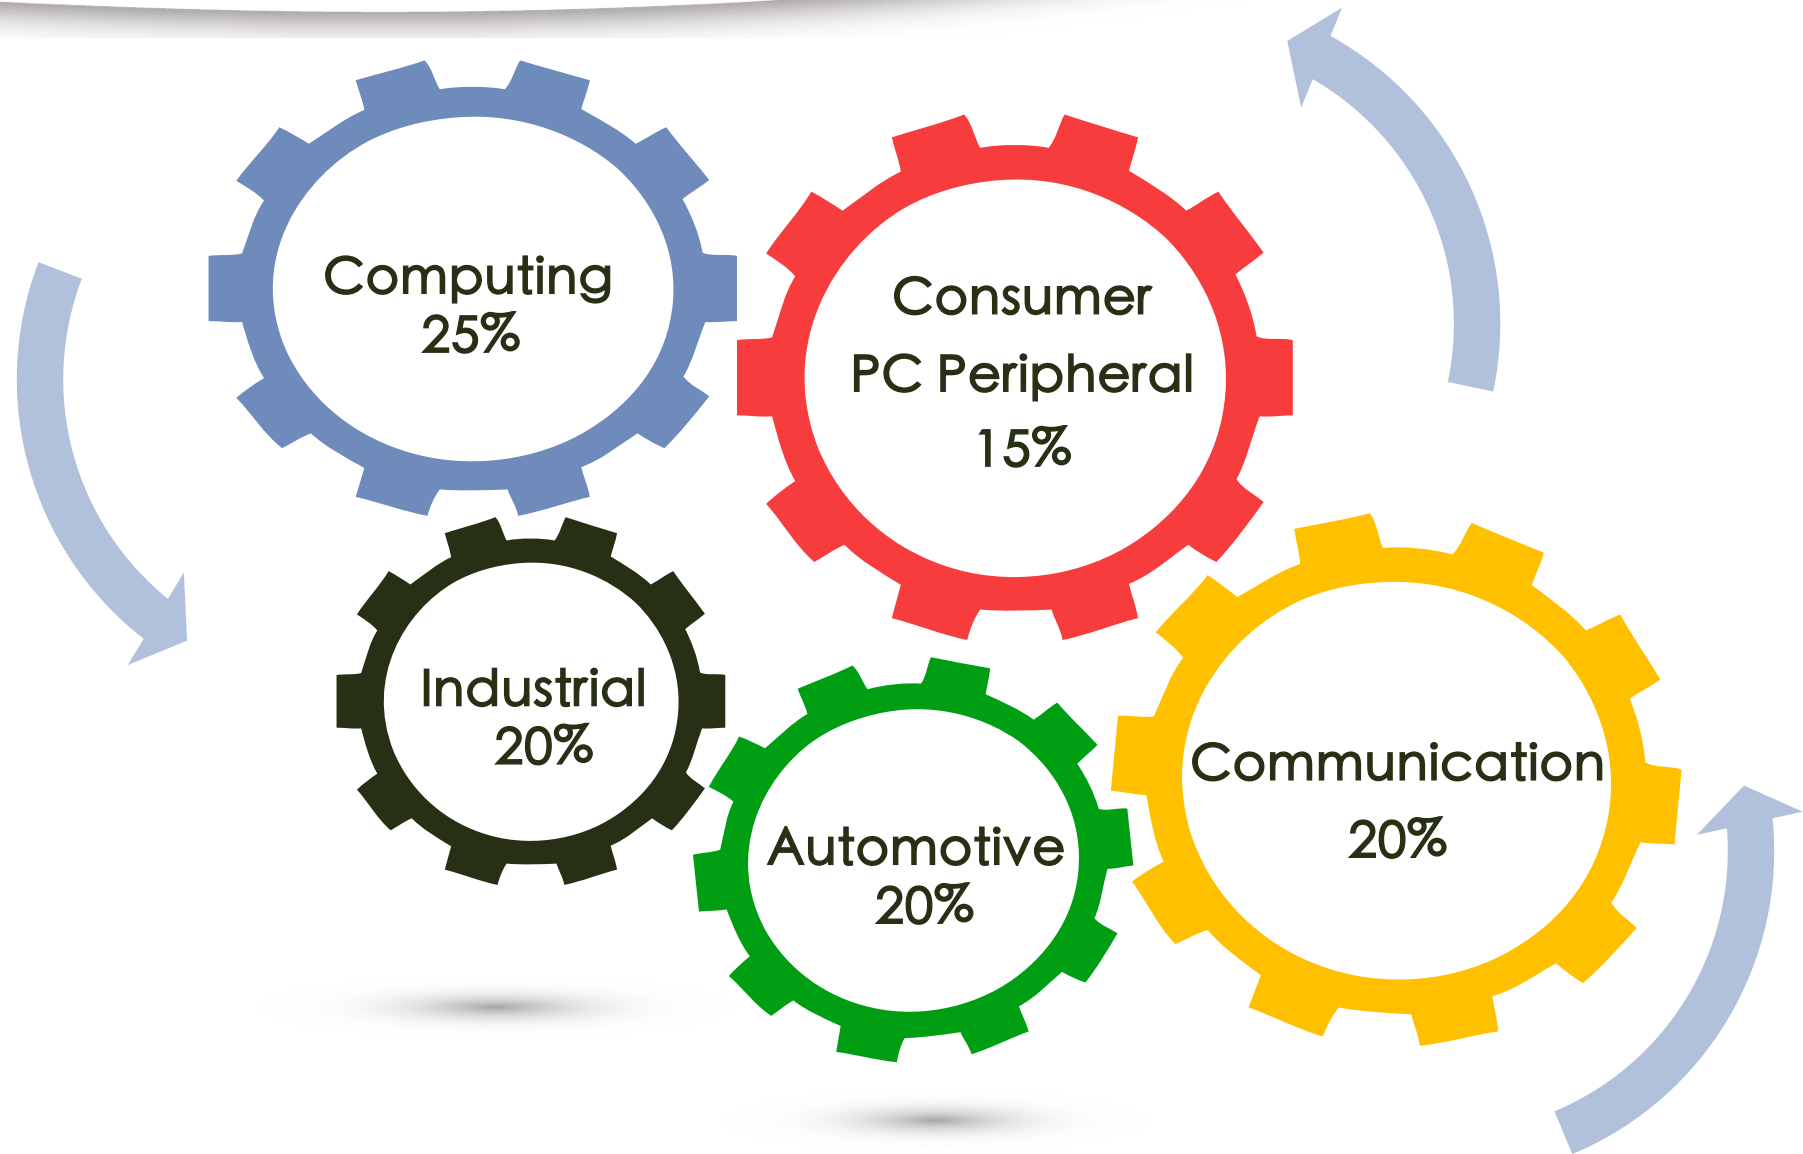 Computing
25%
Consumer
PC Peripheral
15%
Industrial
20%
Automotive
20%
Communication
20%